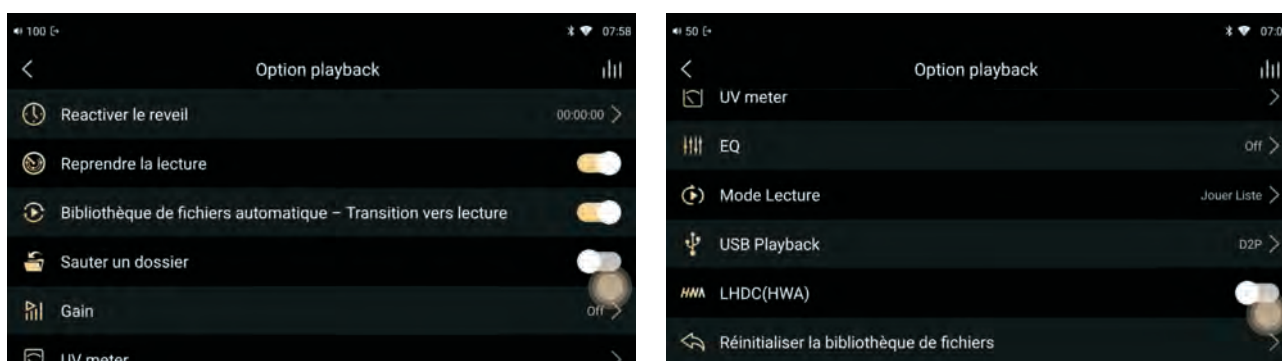 100
07:58
Option playback
Reactiver le reveil
00:00:00
Reprendre la lecture
Bibliothèque de fichiers automatique – Transition vers lecture
Sauter un dossier
Gain
Off
UV meter
50
07:0
Option playback
UV meter
EQ
Off
Mode Lecture
Jouer Liste
USB Playback
D2P
HWA LHDC(HWA)
Réinitialiser la bibliothèque de fichiers